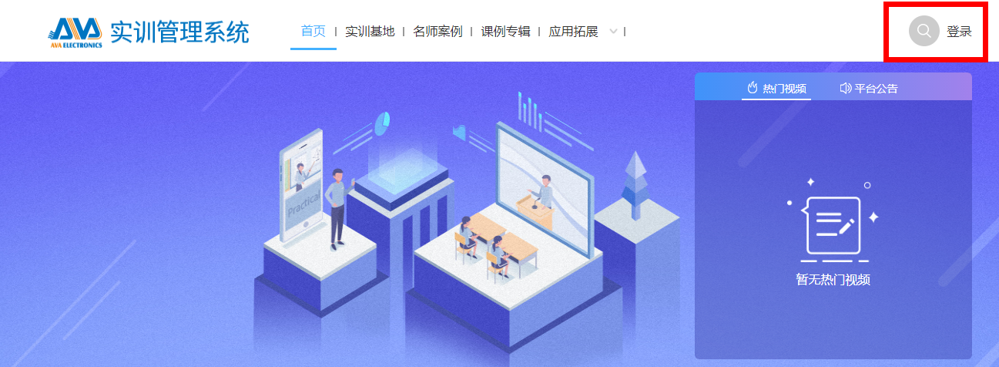 AVA
AVA ELECTRONICS
实训管理系统
首页 | 实训基地 | 名师案例 | 课例专辑 | 应用拓展 |
登录
热门视频
平台公告
Practical
暂无热门视频